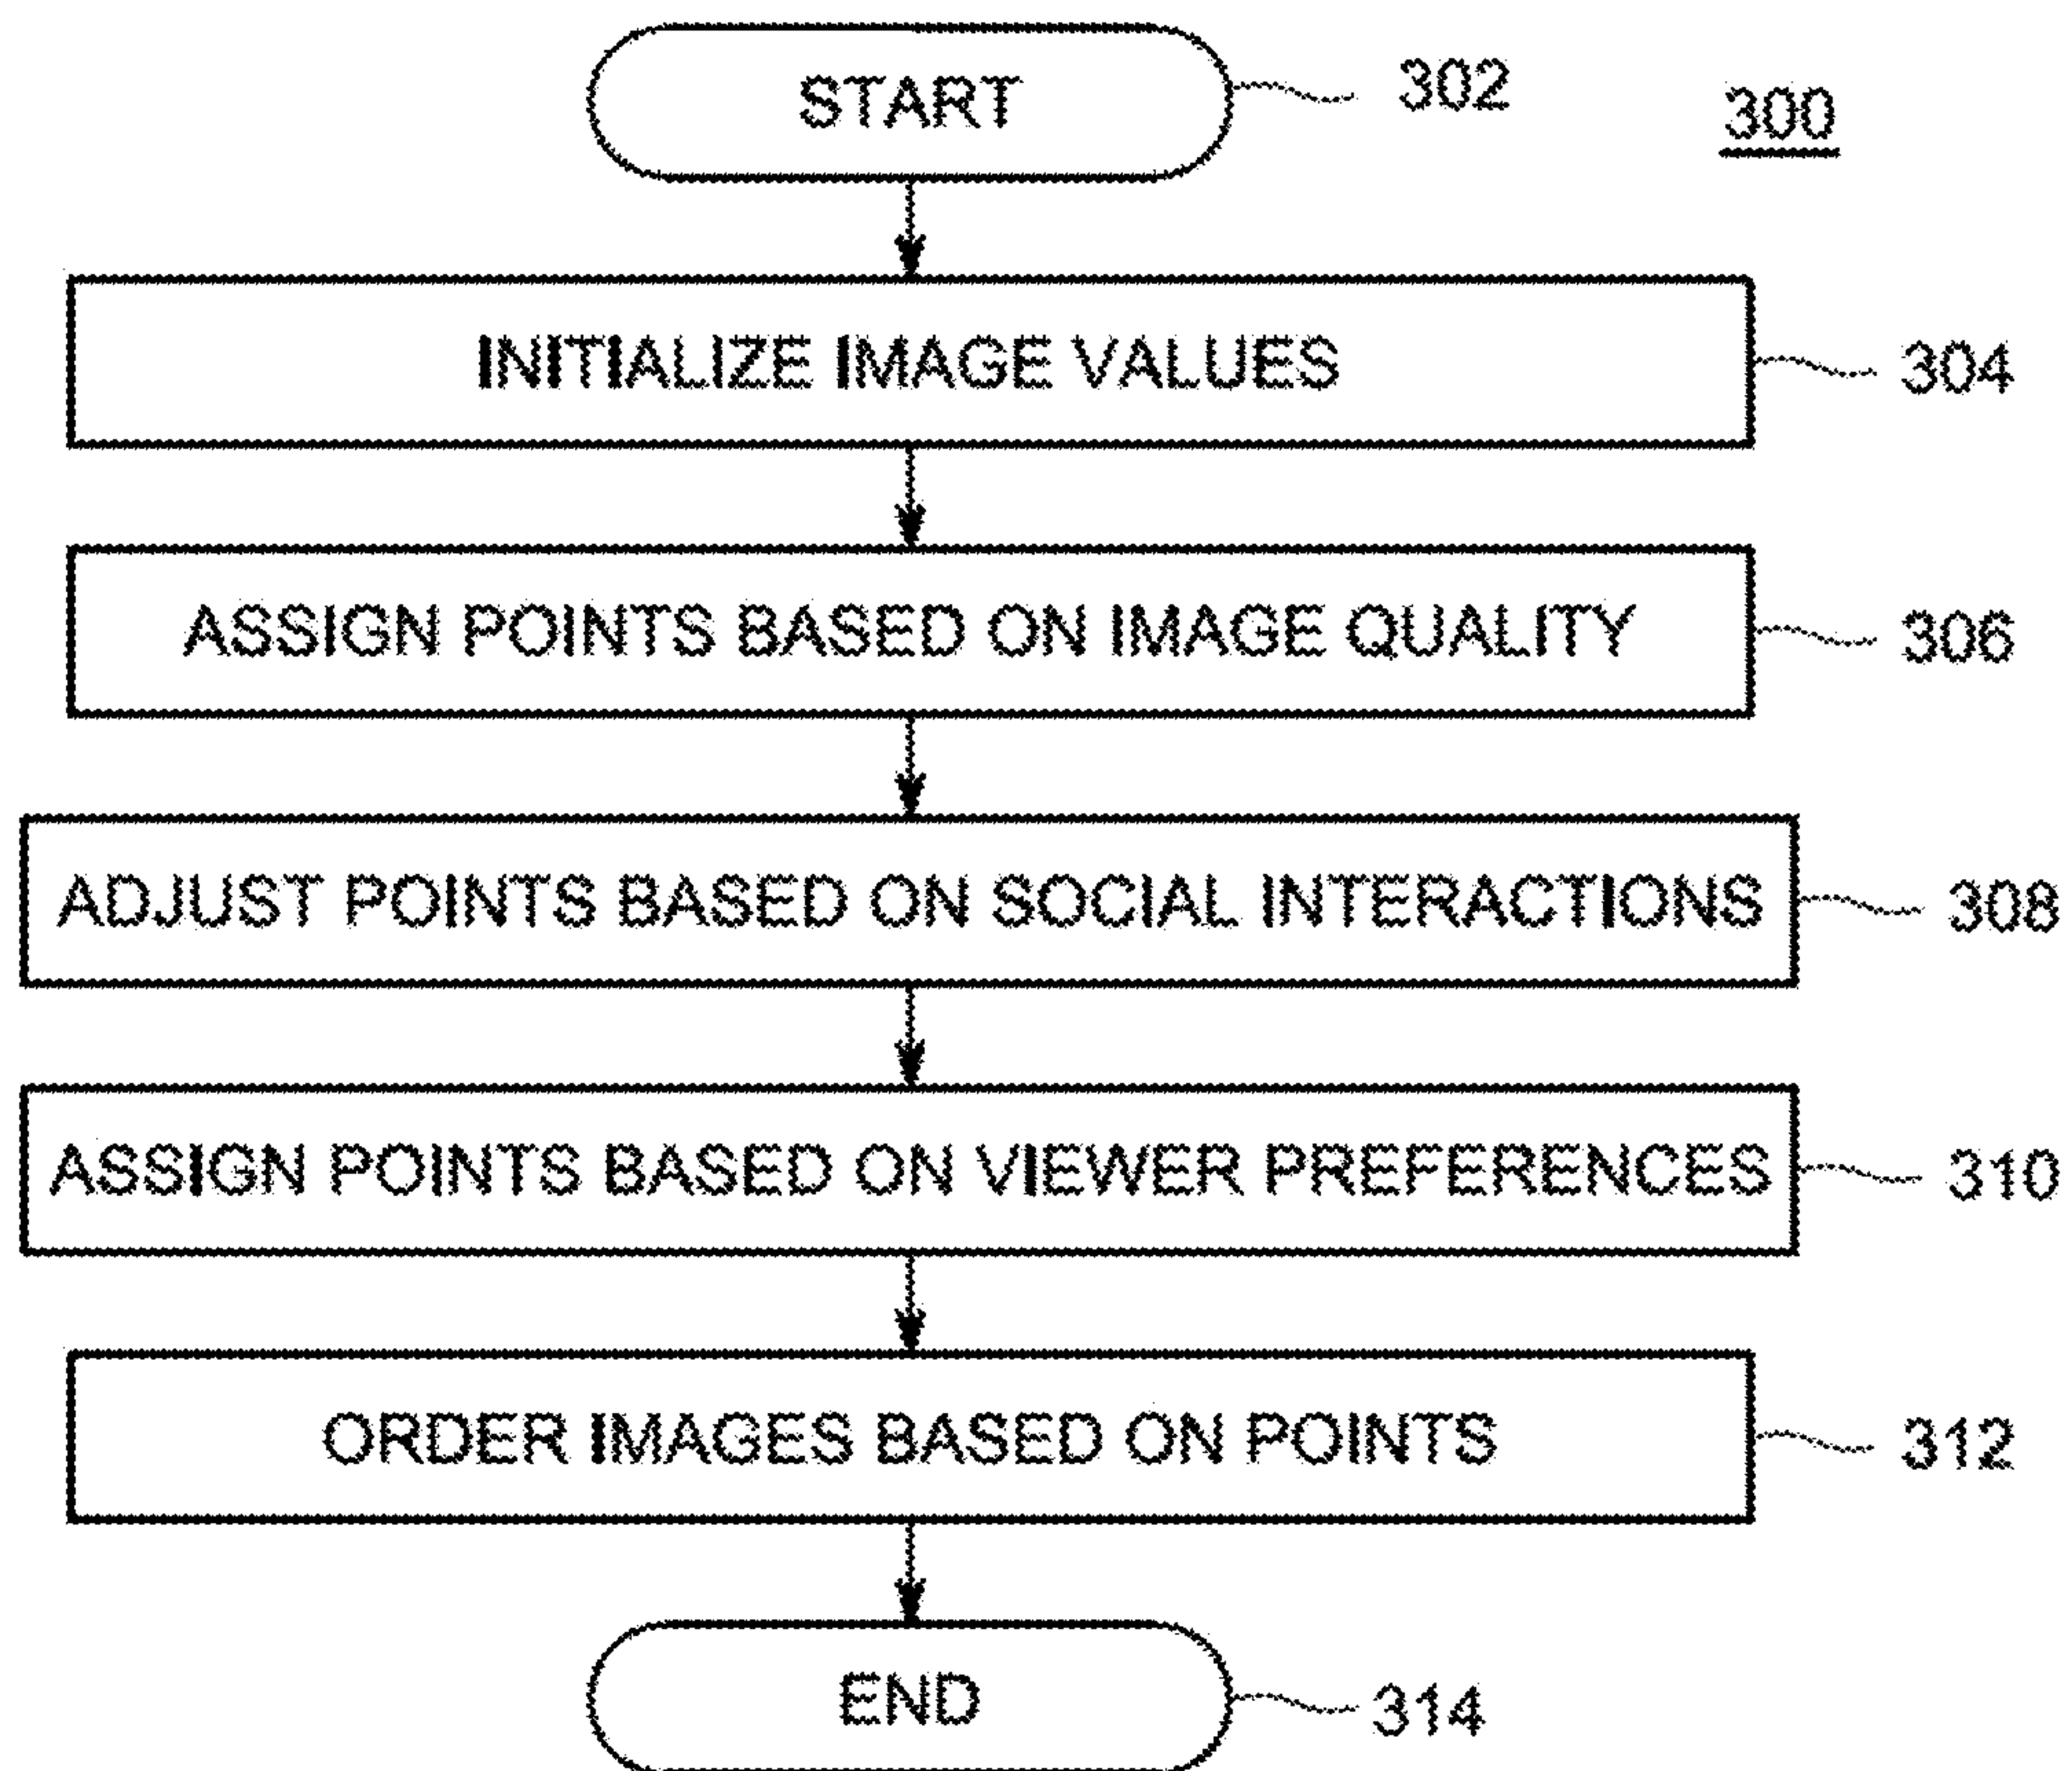 START
302
300
INITIALIZE IMAGE VALUES
304
ASSIGN POINTS BASED ON IMAGE QUALITY
306
ADJUST POINTS BASED ON SOCIAL INTERACTIONS
308
ASSIGN POINTS BASED ON VIEWER PREFERENCES
310
ORDER IMAGES BASED ON POINTS
312
END
314